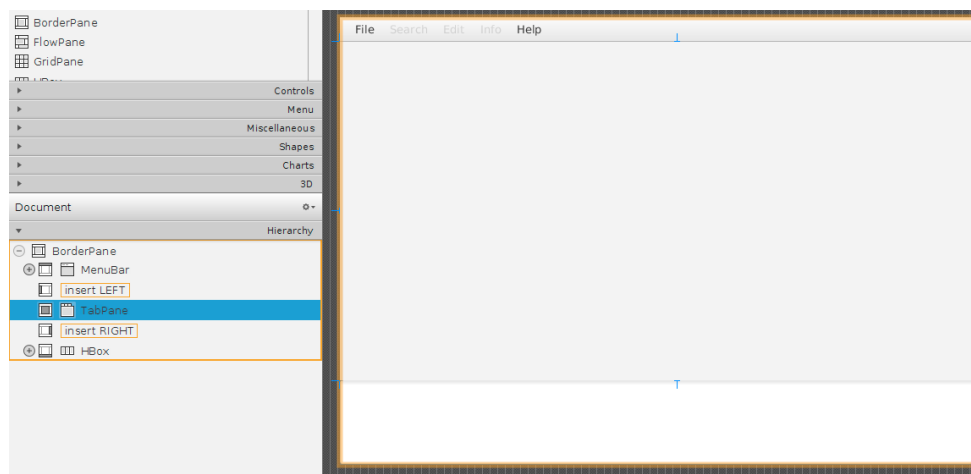 BorderPane
FlowPane
GridPane
Controls
Menu
Miscellaneous
Shapes
Charts
3D
Document
Hierarchy
BorderPane
MenuBar
insert LEFT
TabPane
insert RIGHT
HBox
File Search Edit Info Help